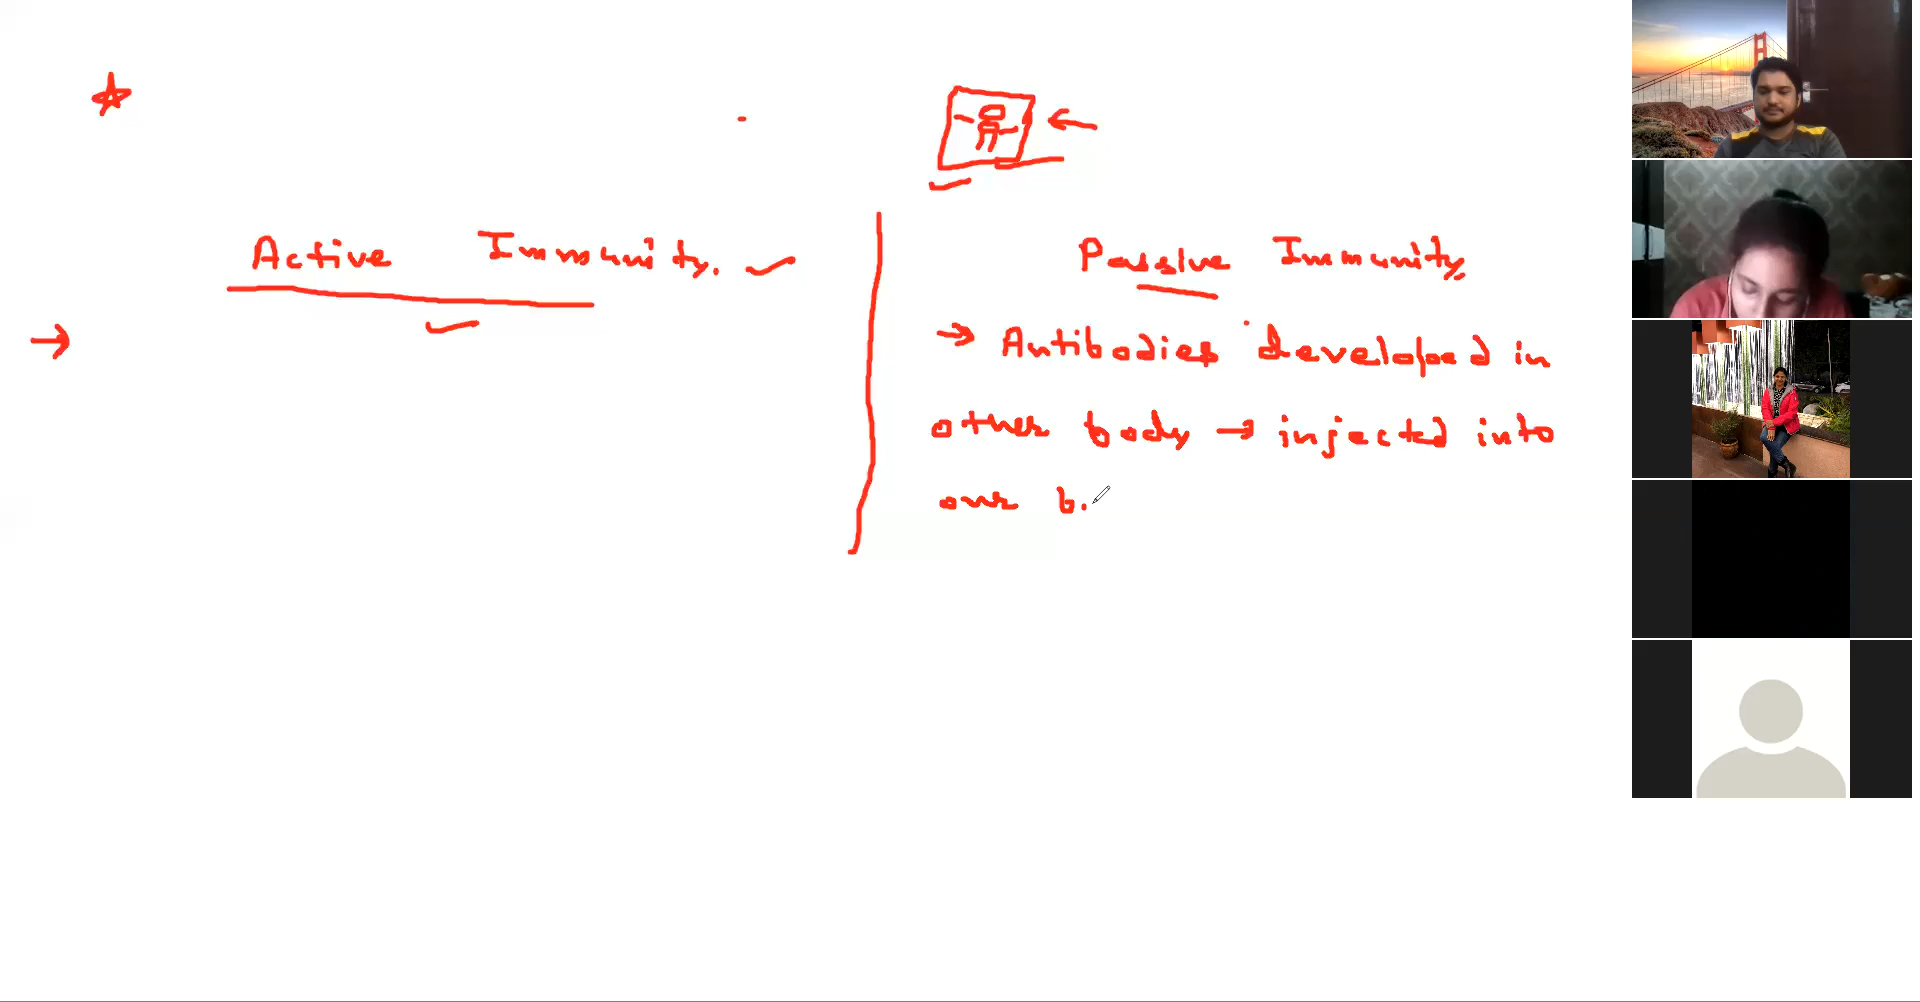 Active Immunity.
Passive Immunity
→ Antibodies developed in
other body → injected into
our b.